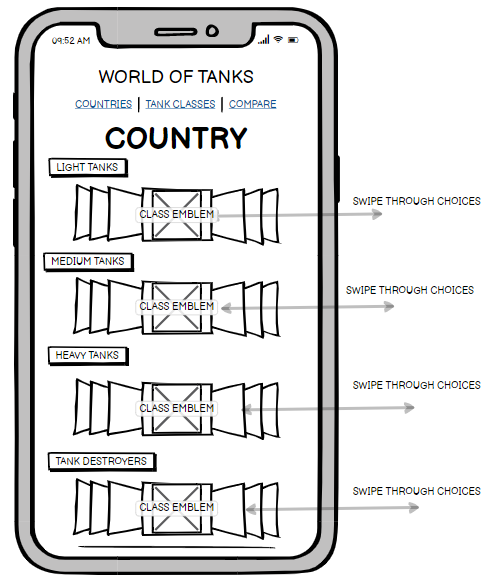 09:52 AM
WORLD OF TANKS
COUNTRIES | TANK CLASSES | COMPARE
COUNTRY
LIGHT TANKS
SWIPE THROUGH CHOICES
CLASS EMBLEM
MEDIUM TANKS
SWIPE THROUGH CHOICES
CLASS EMBLEM
HEAVY TANKS
SWIPE THROUGH CHOICES
CLASS EMBLEM
TANK DESTROYERS
SWIPE THROUGH CHOICES
CLASS EMBLEM